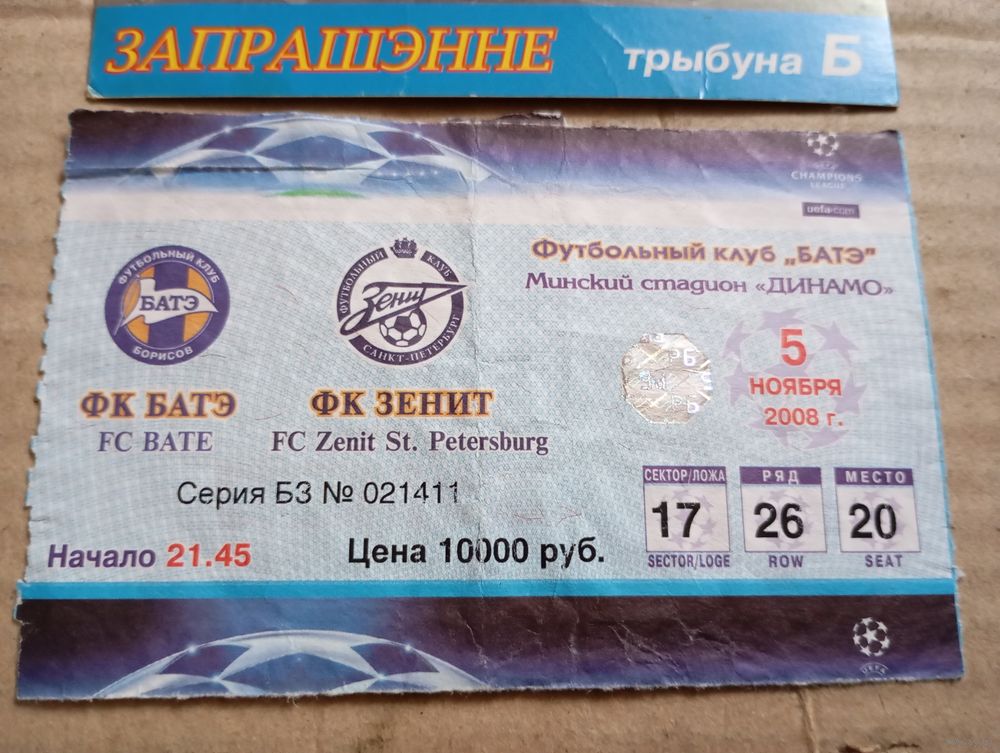 ЗАПРАШЭННЕ трыбуна Б
CHAMPIONS
LEAGUE
uefa.com
ФУТБОЛЬНЫЙ КЛУБ
БАТЭ
БОРИСОВ
ФУТБОЛЬНЫЙ КЛУБ
Зенит
САНКТ-ПЕТЕРБУРГ
Футбольный клуб „БАТЭ"
Минский стадион «ДИНАМО»
5
НОЯБРЯ
2008 г.
ФК БАТЭ ФК ЗЕНИТ
FC BATE FC Zenit St. Petersburg
Серия БЗ № 021411
Начало 21.45 Цена 10000 руб.
СЕКТОР/ЛОЖА РЯД МЕСТО
17 26 20
SECTOR/LOGE ROW SEAT
UEFA